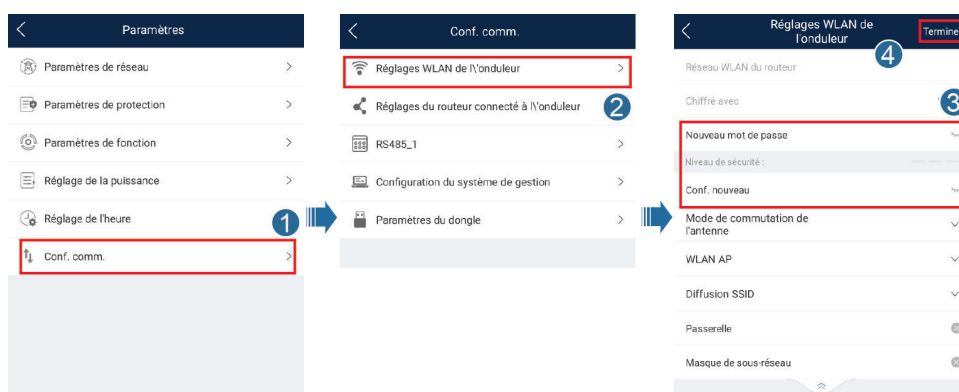 Paramètres
Paramètres de réseau
Paramètres de protection
Paramètres de fonction
Réglage de la puissance
Réglage de l'heure
1
Conf. comm.
Conf. comm.
Réglages WLAN de l\'onduleur
2
Réglages du routeur connecté à l\'onduleur
RS485_1
Configuration du système de gestion
Paramètres du dongle
Réglages WLAN de
l'onduleur
Termine
4
Réseau WLAN du routeur
Chiffré avec
3
Nouveau mot de passe
Niveau de sécurité :
Conf. nouveau
Mode de commutation de
l'antenne
WLAN AP
Diffusion SSID
Passerelle
Masque de sous-réseau